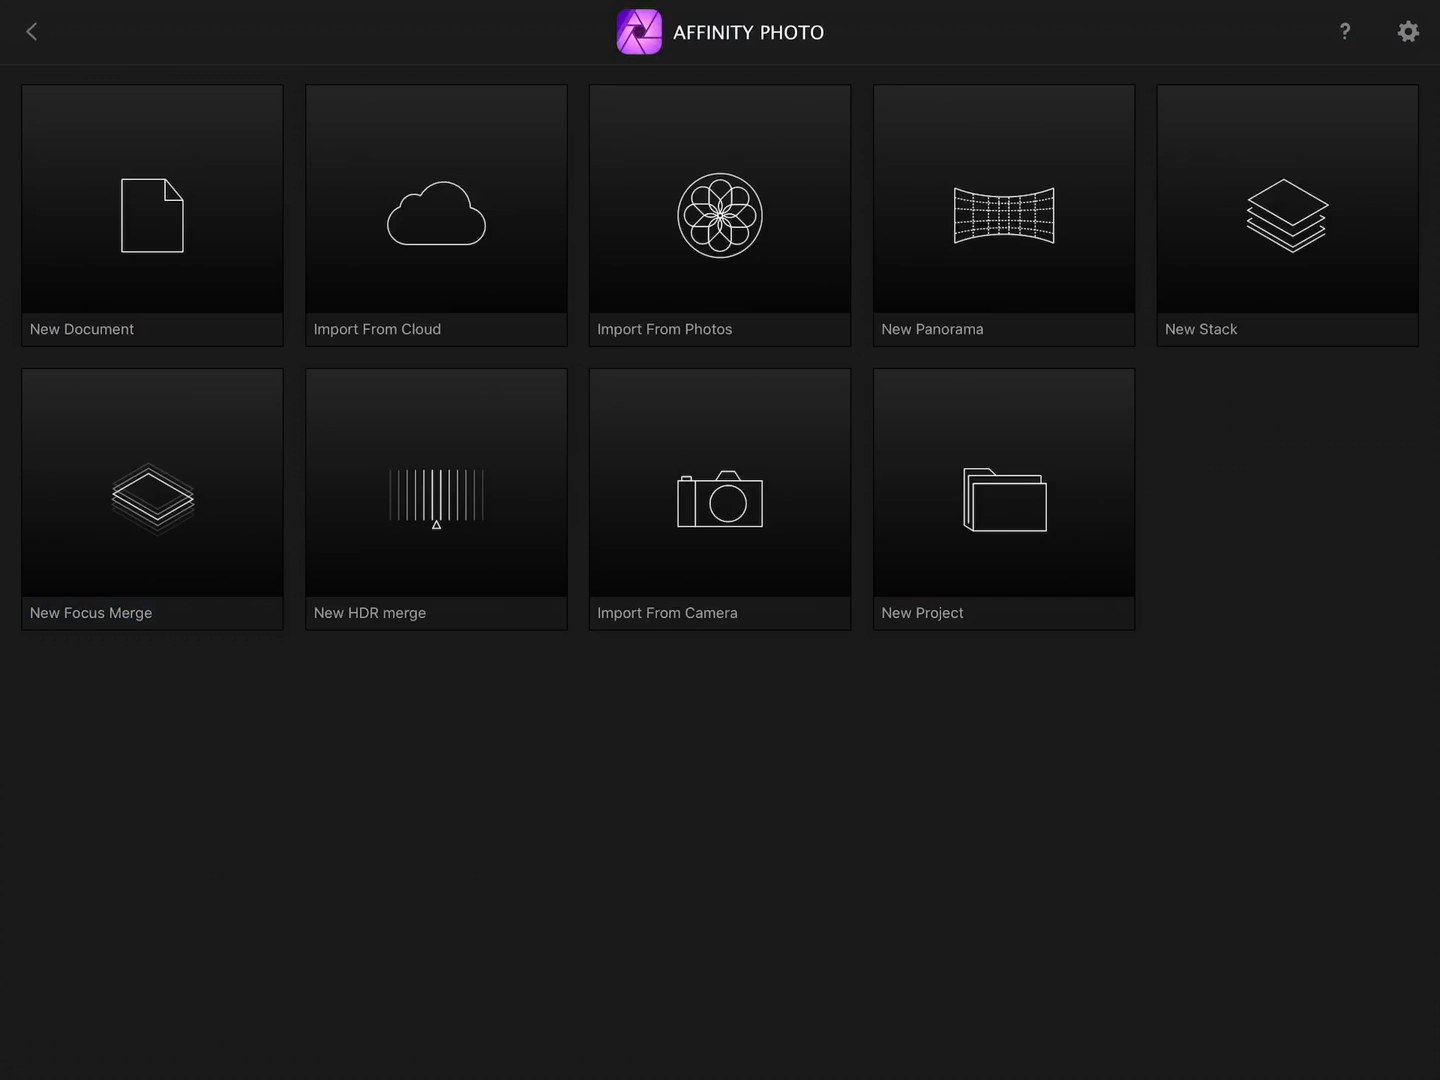 AFFINITY PHOTO
?
New Document
Import From Cloud
Import From Photos
New Panorama
New Stack
New Focus Merge
New HDR merge
Import From Camera
New Project